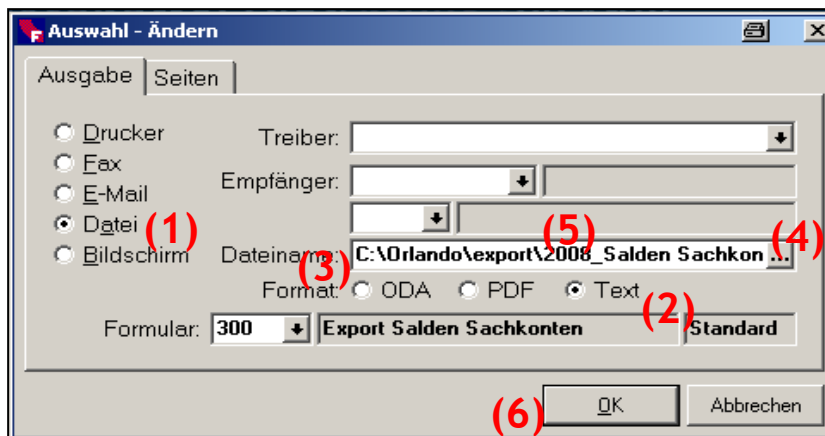 Auswahl - Ändern
Ausgabe Seiten
Drucker Treiber:
Fax
E-Mail Empfänger:
Datei (1) (5) (4)
Bildschirm Dateiname: C:\Orlando\export\2008_Salden Sachkon ...
(3) Format: ODA PDF Text (2)
Formular: 300 Export Salden Sachkonten Standard
(6) OK Abbrechen